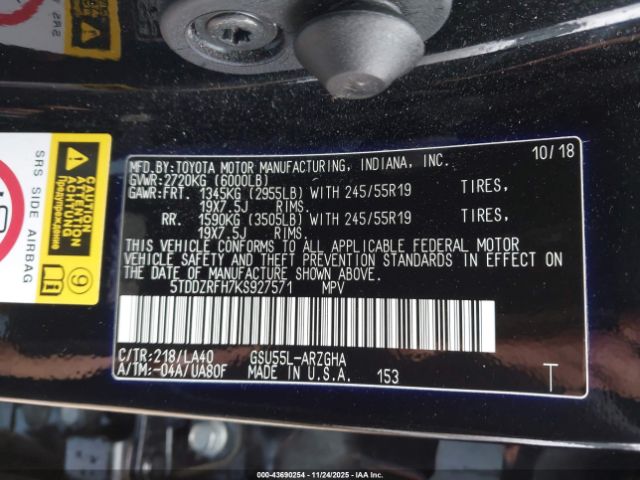 SRS
SRS SIDE AIRBAG
9
MFD.BY:TOYOTA MOTOR MANUFACTURING, INDIANA, INC. 10/18
GVWR:2720KG (6000LB)
GAWR:FRT. 1345KG (2955LB) WITH 245/55R19 TIRES,
19X7.5J RIMS.
RR. 1590KG (3505LB) WITH 245/55R19 TIRES,
19X7.5J RIMS.
THIS VEHICLE CONFORMS TO ALL APPLICABLE FEDERAL MOTOR
VEHICLE SAFETY AND THEFT PREVENTION STANDARDS IN EFFECT ON
THE DATE OF MANUFACTURE SHOWN ABOVE.
5TDDZRFH7KS927571 MPV
C/TR:218/LA40 GSU55L-ARZGHA
A/TM:-04A/UA80F MADE IN U.S.A. 153 T
IAA 43690254 - 11/24/2025 - IAAI.COM